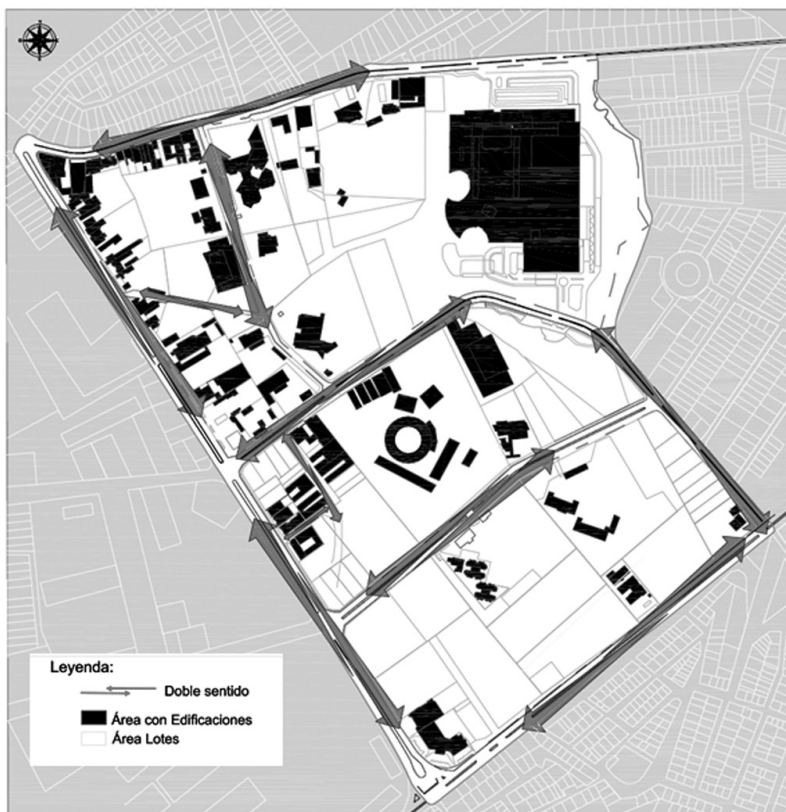 Leyenda:
Doble sentido
Área con Edificaciones
Área Lotes